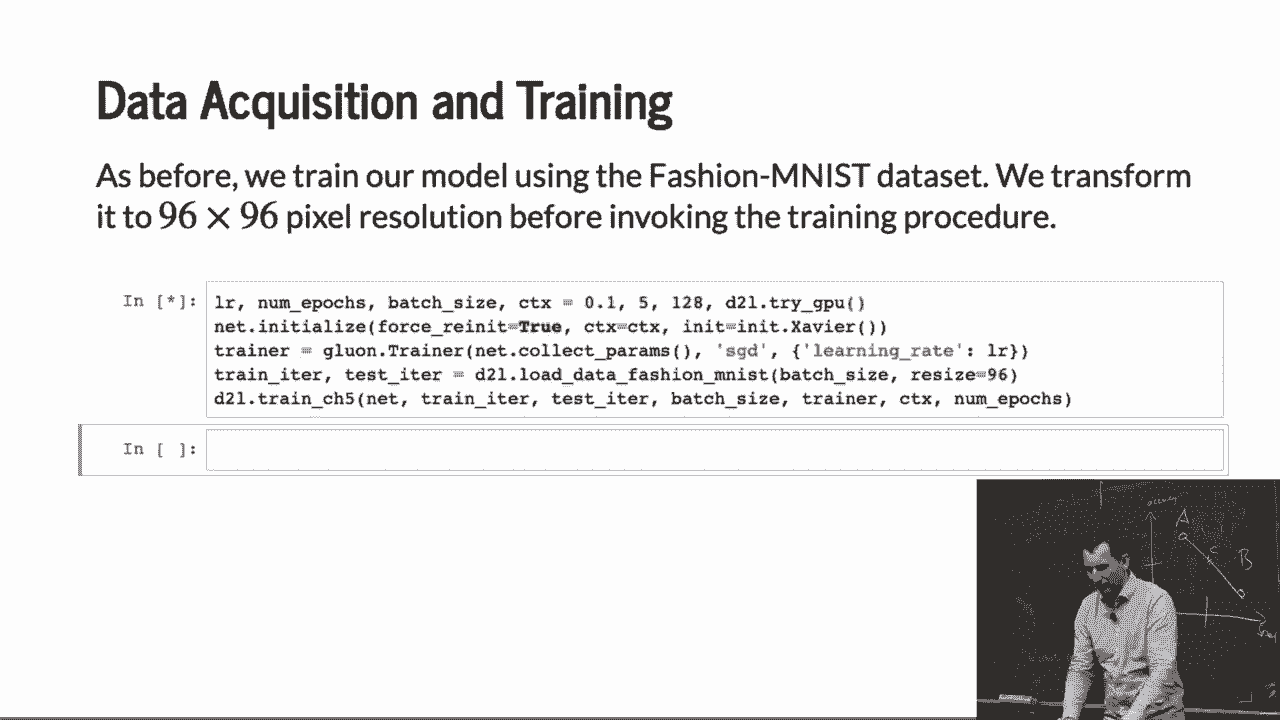 Data Acquisition and Training
As before, we train our model using the Fashion-MNIST dataset. We transform
it to 96 × 96 pixel resolution before invoking the training procedure.
In [*]:
lr, num_epochs, batch_size, ctx = 0.1, 5, 128, d2l.try_gpu()
net.initialize(force_reinit=True, ctx=ctx, init=init.Xavier())
trainer = gluon.Trainer(net.collect_params(), 'sgd', {'learning_rate': lr})
train_iter, test_iter = d2l.load_data_fashion_mnist(batch_size, resize=96)
d2l.train_ch5(net, train_iter, test_iter, batch_size, trainer, ctx, num_epochs)
In [ ]:
A
C
B